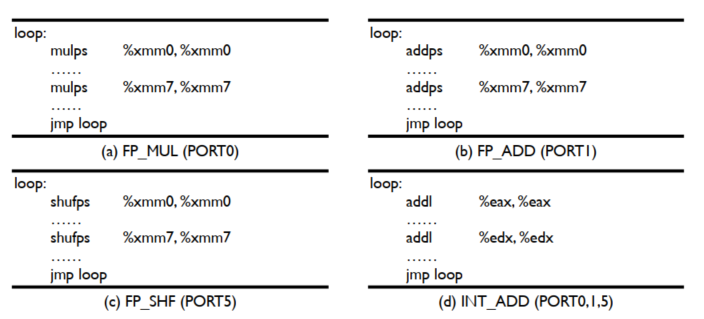 loop:
mulps %xmm0, %xmm0
......
mulps %xmm7, %xmm7
......
jmp loop
(a) FP_MUL (PORT0)
loop:
addps %xmm0, %xmm0
......
addps %xmm7, %xmm7
......
jmp loop
(b) FP_ADD (PORT1)
loop:
shufps %xmm0, %xmm0
......
shufps %xmm7, %xmm7
......
jmp loop
(c) FP_SHF (PORT5)
loop:
addl %eax, %eax
......
addl %edx, %edx
......
jmp loop
(d) INT_ADD (PORT0,1,5)